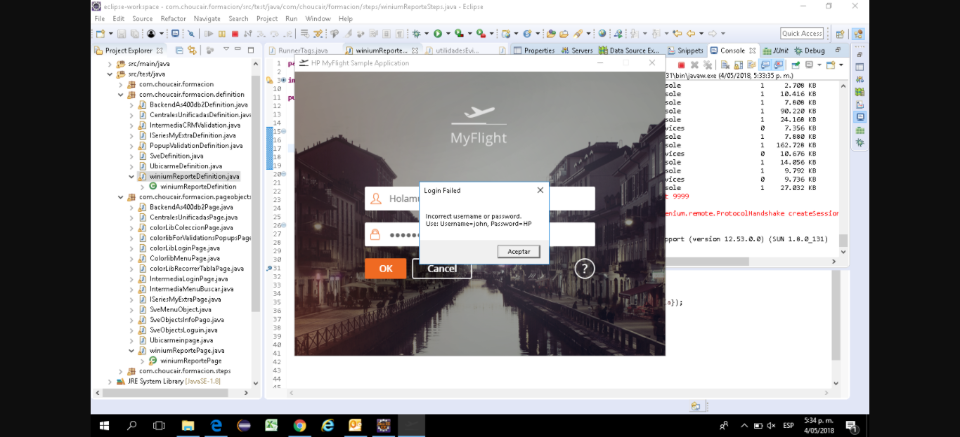 eclipse-workspace - com.choucair.formacion/src/test/java/com/choucair/formacion/steps/winiumReporteSteps.java - Eclipse
File Edit Source Refactor Navigate Search Project Run Window Help
Quick Access
Project Explorer
RunnerTags.java
winiumReporte...
utilidadesEvi...
Properties
Servers
Data Source Ex...
Snippets
Console
JUnit
Debug
src/main/java
src/test/java
com.choucair.formacion
com.choucair.formacion.definition
BackendAs400db2Definition.java
CentralesUnificadasDefinition.java
IntermediaCRMValidation.java
ISeriesMyExtraDefinition.java
PopupValidationDefinition.java
SveDefinition.java
UbicarmeDefinition.java
winiumReporteDefinition.java
winiumReporteDefinition
com.choucair.formacion.pageobjects
BackendAs400db2Page.java
CentralesUnificadasPage.java
colorlibColeccionPage.java
colorlibForValidationsPopupsPage
colorLibLoginPage.java
ColorlibMenuPage.java
colorLibRecorrerTablaPage.java
IntermediaLoginPage.java
IntermediaMenuBuscar.java
ISeriesMyExtraPage.java
SveMenuObject.java
SveObjectsInfoPago.java
SveObjectsLoguin.java
Ubicarmeinpage.java
winiumReportePage.java
winiumReportePage
com.choucair.formacion.steps
JRE System Library [JavaSE-1.8]
HP MyFlight Sample Application
MyFlight
Login Failed
Incorrect username or password.
Use: Username=John, Password=HP
Aceptar
OK
Cancel
?
31\bin\javaw.exe (4/05/2018, 5:33:35 p. m.)
sole 1 2.708 KB
sole 1 10.416 KB
sole 1 7.808 KB
sole 1 90.220 KB
sole 1 24.168 KB
vices 0 7.356 KB
sole 1 7.880 KB
sole 1 162.728 KB
vices 0 10.676 KB
sole 1 14.056 KB
sole 1 9.792 KB
vices 0 9.736 KB
sole 1 27.032 KB
t 9999
enium.remote.ProtocolHandshake createSession
pport (version 12.53.0.0) (SUN 1.8.0_131)
ESP
5:34 p. m.
4/05/2018